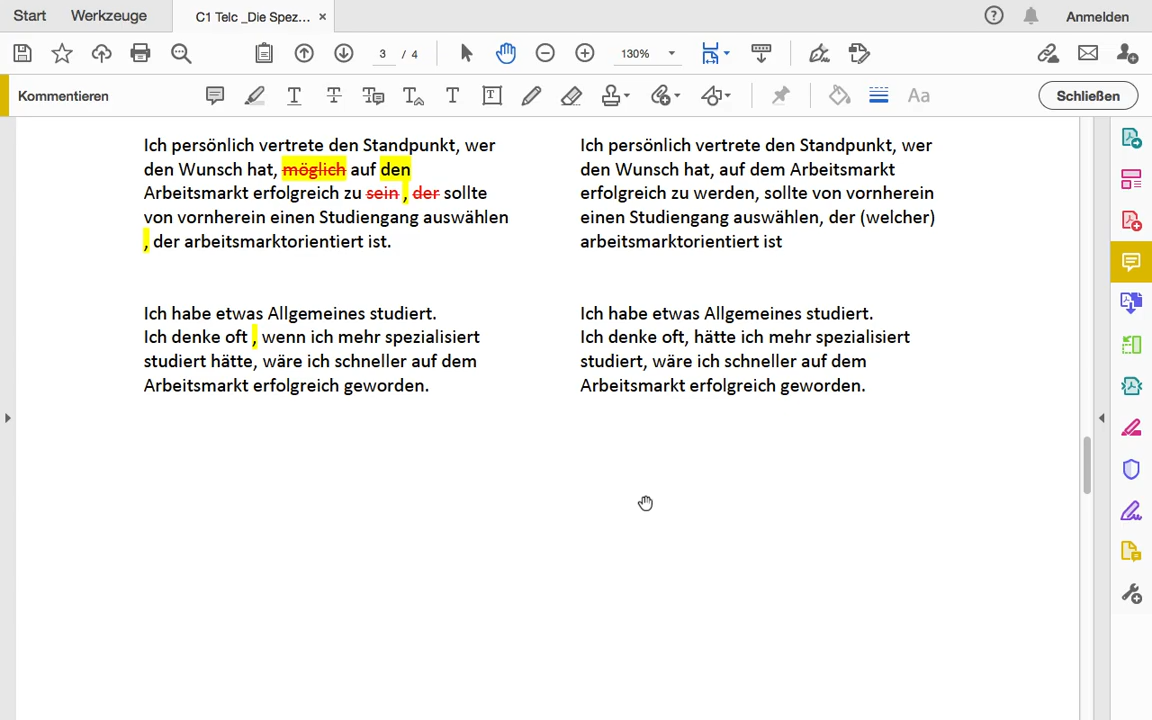 Start Werkzeuge C1 Telc _Die Spez... × ? Anmelden
3 / 4 130%
Kommentieren T T T T T T Aa Schließen
Ich persönlich vertrete den Standpunkt, wer
den Wunsch hat, möglich auf den
Arbeitsmarkt erfolgreich zu sein , der sollte
von vornherein einen Studiengang auswählen
, der arbeitsmarktorientiert ist.
Ich habe etwas Allgemeines studiert.
Ich denke oft , wenn ich mehr spezialisiert
studiert hätte, wäre ich schneller auf dem
Arbeitsmarkt erfolgreich geworden.
Ich persönlich vertrete den Standpunkt, wer
den Wunsch hat, auf dem Arbeitsmarkt
erfolgreich zu werden, sollte von vornherein
einen Studiengang auswählen, der (welcher)
arbeitsmarktorientiert ist
Ich habe etwas Allgemeines studiert.
Ich denke oft, hätte ich mehr spezialisiert
studiert, wäre ich schneller auf dem
Arbeitsmarkt erfolgreich geworden.